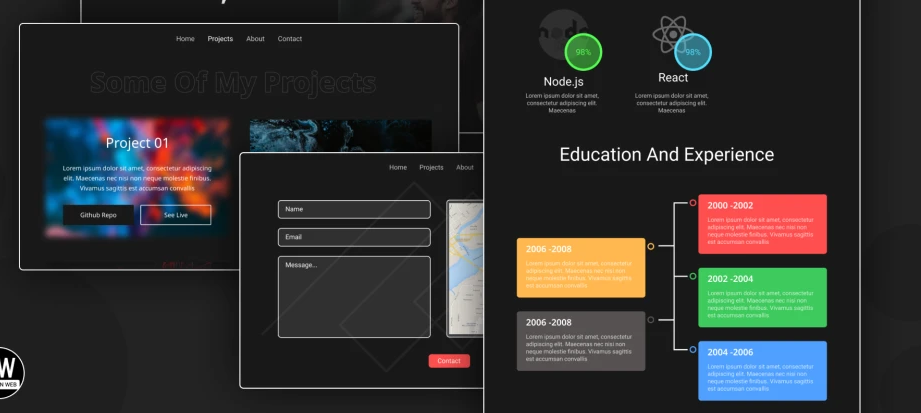 Home Projects About Contact
Some Of My Projects
Project 01
Lorem ipsum dolor sit amet, consectetur adipiscing
elit. Maecenas nec nisi non neque molestie finibus.
Vivamus sagittis est accumsan convallis
Github Repo
See Live
Home Projects About
Name
Email
Message...
Contact
W
N WEB
98%
Node.js
Lorem ipsum dolor sit amet,
consectetur adipiscing elit.
Maecenas
98%
React
Lorem ipsum dolor sit amet,
consectetur adipiscing elit.
Maecenas
Education And Experience
2000 -2002
Lorem ipsum dolor sit amet, consectetur
adipiscing elit. Maecenas nec nisi non
neque molestie finibus. Vivamus sagittis
est accumsan convallis
2006 -2008
Lorem ipsum dolor sit amet, consectetur
adipiscing elit. Maecenas nec nisi non
neque molestie finibus. Vivamus sagittis
est accumsan convallis
2002 -2004
Lorem ipsum dolor sit amet, consectetur
adipiscing elit. Maecenas nec nisi non
neque molestie finibus. Vivamus sagittis
est accumsan convallis
2006 -2008
Lorem ipsum dolor sit amet, consectetur
adipiscing elit. Maecenas nec nisi non
neque molestie finibus. Vivamus sagittis
est accumsan convallis
2004 -2006
Lorem ipsum dolor sit amet, consectetur
adipiscing elit. Maecenas nec nisi non
neque molestie finibus. Vivamus sagittis
est accumsan convallis